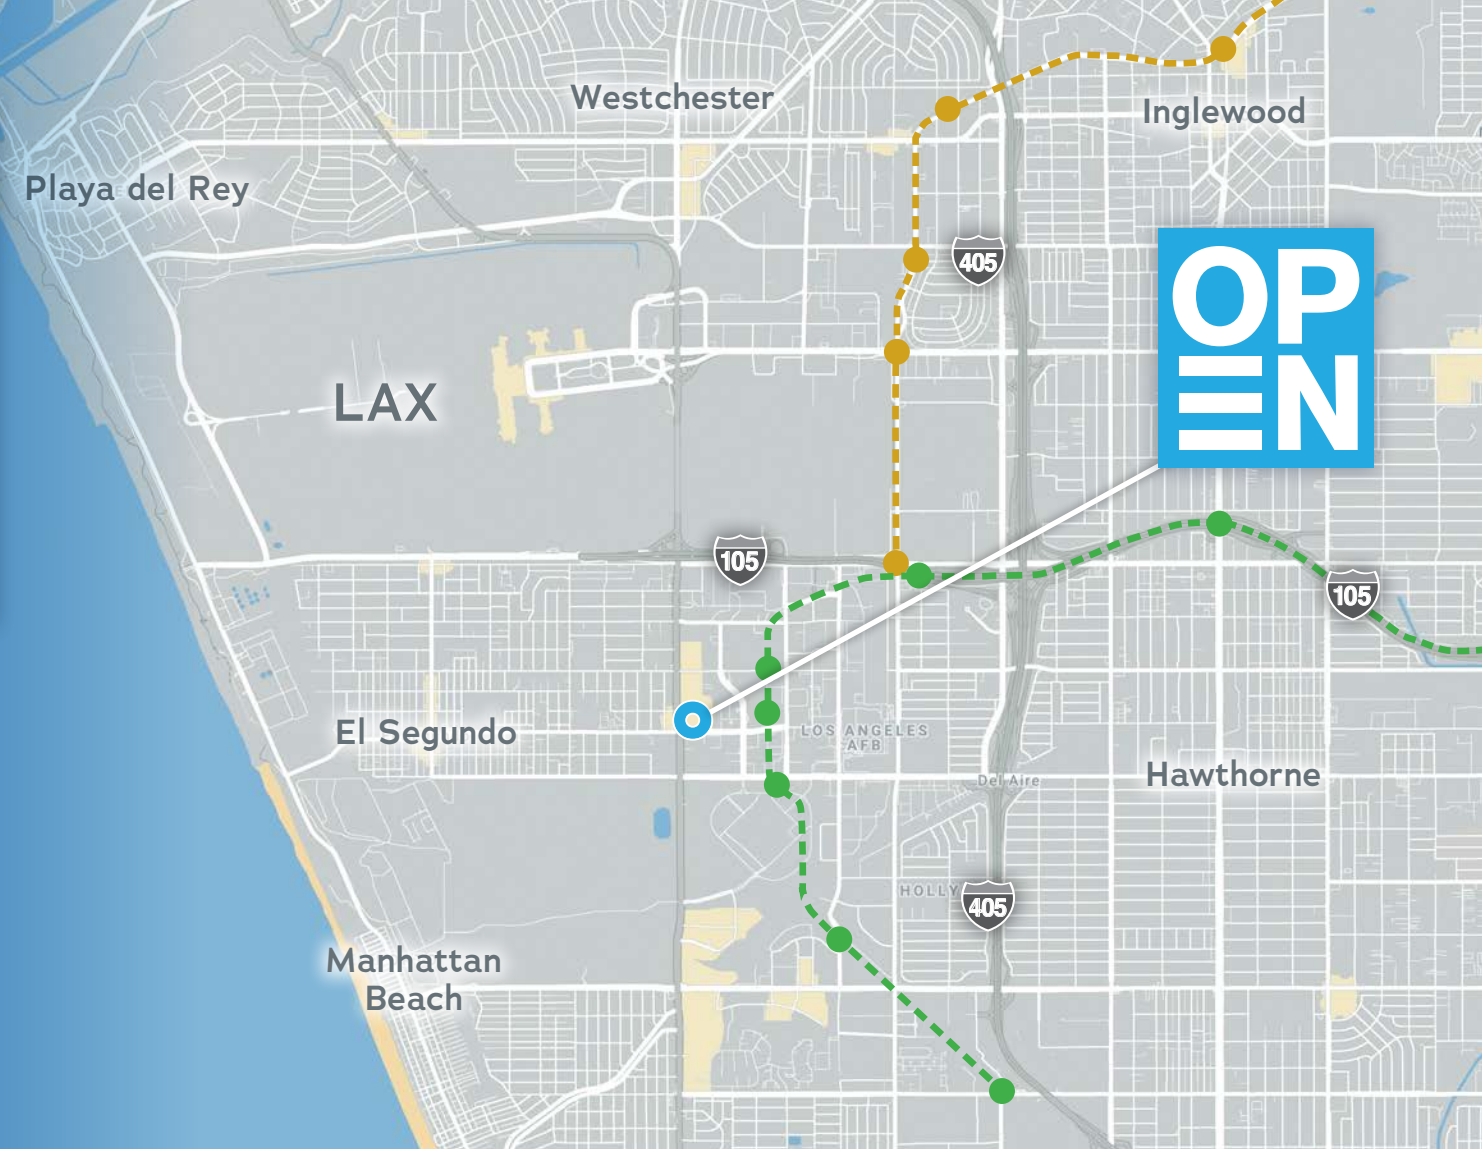 Westchester
Inglewood
Playa del Rey
405
OP
EN
LAX
105
105
El Segundo
LOS ANGELES
AFB
Del Aire
Hawthorne
HOLLY
405
Manhattan
Beach